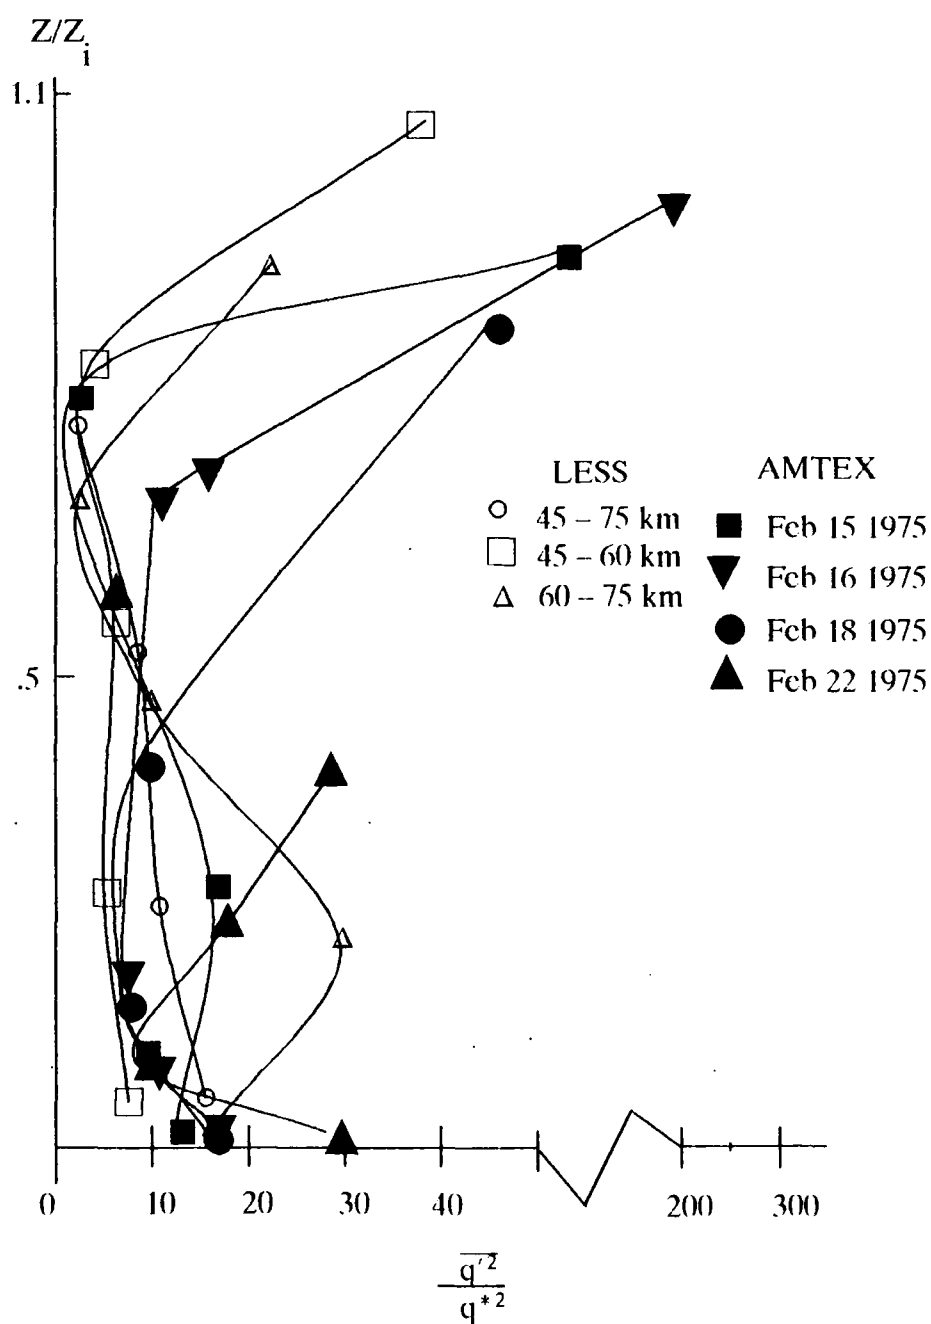 Z/Z_i
1.1
LESS AMTEX
45 – 75 km Feb 15 1975
45 – 60 km Feb 16 1975
60 – 75 km Feb 18 1975
.5 Feb 22 1975
0 10 20 30 40 200 300
q'²
q*²